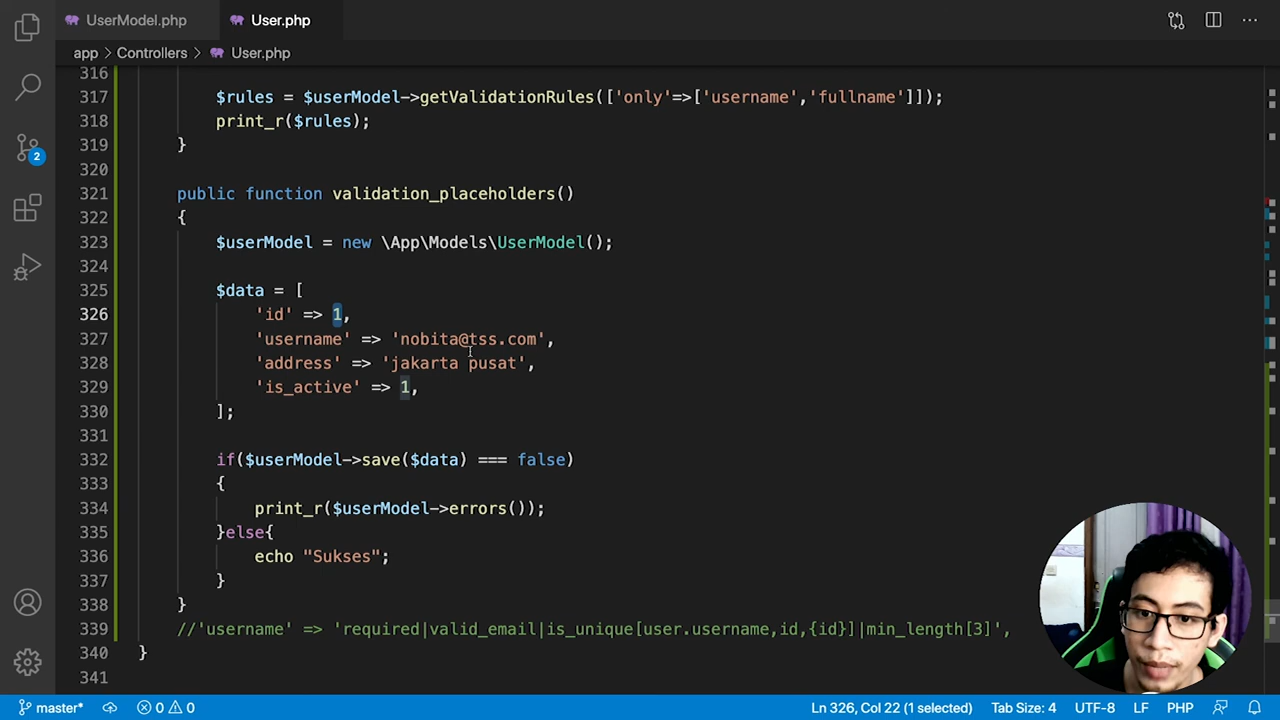 UserModel.php
User.php
app > Controllers > User.php
316
317 $rules = $userModel->getValidationRules(['only'=>['username','fullname']]);
318 print_r($rules);
319 }
320
321 public function validation_placeholders()
322 {
323 $userModel = new \App\Models\UserModel();
324
325 $data = [
326 'id' => 1,
327 'username' => 'nobita@tss.com',
328 'address' => 'jakarta pusat',
329 'is_active' => 1,
330 ];
331
332 if($userModel->save($data) === false)
333 {
334 print_r($userModel->errors());
335 }else{
336 echo "Sukses";
337 }
338 }
339 //'username' => 'required|valid_email|is_unique[user.username,id,{id}]|min_length[3]',
340 }
341
2
master* 0 0 Ln 326, Col 22 (1 selected) Tab Size: 4 UTF-8 LF PHP